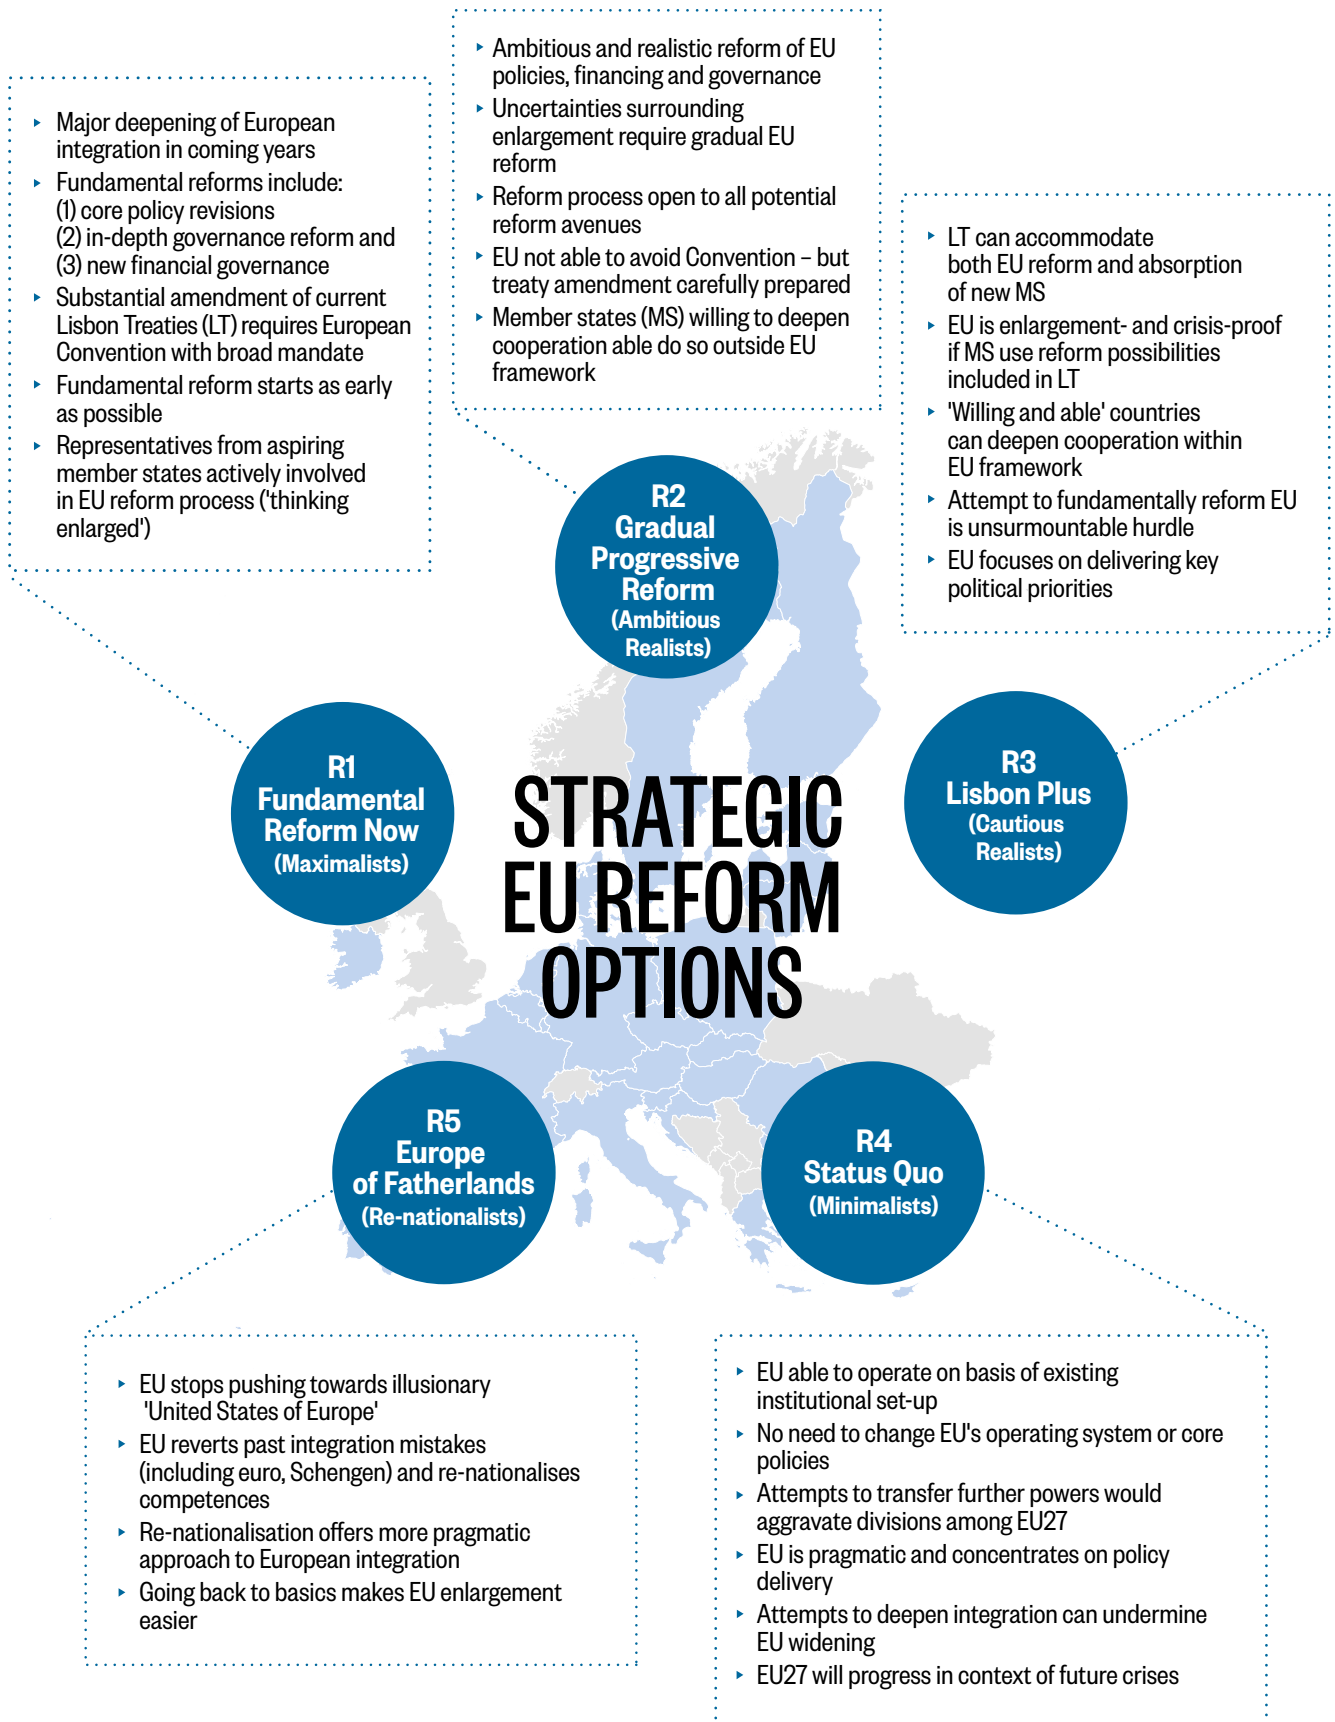 ▸ Major deepening of European
integration in coming years
▸ Fundamental reforms include:
(1) core policy revisions
(2) in-depth governance reform and
(3) new financial governance
▸ Substantial amendment of current
Lisbon Treaties (LT) requires European
Convention with broad mandate
▸ Fundamental reform starts as early
as possible
▸ Representatives from aspiring
member states actively involved
in EU reform process ('thinking
enlarged')
▸ Ambitious and realistic reform of EU
policies, financing and governance
▸ Uncertainties surrounding
enlargement require gradual EU
reform
▸ Reform process open to all potential
reform avenues
▸ EU not able to avoid Convention – but
treaty amendment carefully prepared
▸ Member states (MS) willing to deepen
cooperation able do so outside EU
framework
▸ LT can accommodate
both EU reform and absorption
of new MS
▸ EU is enlargement- and crisis-proof
if MS use reform possibilities
included in LT
▸ 'Willing and able' countries
can deepen cooperation within
EU framework
▸ Attempt to fundamentally reform EU
is unsurmountable hurdle
▸ EU focuses on delivering key
political priorities
R2
Gradual
Progressive
Reform
(Ambitious
Realists)
R1
Fundamental
Reform Now
(Maximalists)
R3
Lisbon Plus
(Cautious
Realists)
STRATEGIC
EU REFORM
OPTIONS
R5
Europe
of Fatherlands
(Re-nationalists)
R4
Status Quo
(Minimalists)
▸ EU stops pushing towards illusionary
'United States of Europe'
▸ EU reverts past integration mistakes
(including euro, Schengen) and re-nationalises
competences
▸ Re-nationalisation offers more pragmatic
approach to European integration
▸ Going back to basics makes EU enlargement
easier
▸ EU able to operate on basis of existing
institutional set-up
▸ No need to change EU's operating system or core
policies
▸ Attempts to transfer further powers would
aggravate divisions among EU27
▸ EU is pragmatic and concentrates on policy
delivery
▸ Attempts to deepen integration can undermine
EU widening
▸ EU27 will progress in context of future crises